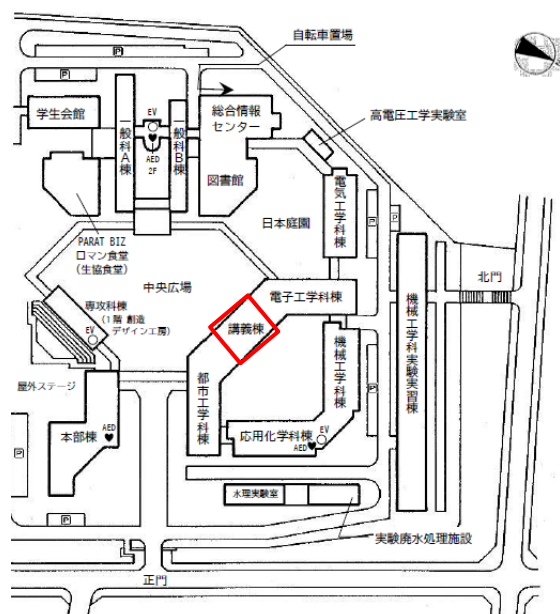 自転車置場
P
P
学生会館
一般科A棟
EV
AED
2F
一般科B棟
総合情報
センター
高電圧工学実験室
図書館
電気工学科棟
P
日本庭園
PARAT BIZ
ロマン食堂
(生協食堂)
北門
中央広場
電子工学科棟
機械工学科実験実習棟
専攻科棟
(1階 創造
デザイン工房)
EV
講義棟
機械工学科棟
P
屋外ステージ
都市工学科棟
本部棟
AED
応用化学科棟
EV
AED
P
水理実験室
P
実験廃水処理施設
正門